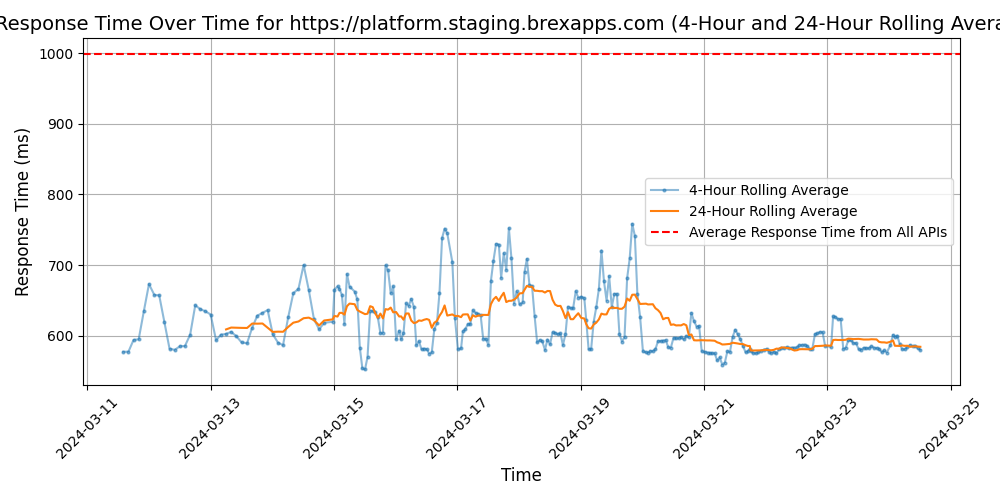 Response Time Over Time for https://platform.staging.brexapps.com (4-Hour and 24-Hour Rolling Avera
1000
900
800
700
600
Response Time (ms)
4-Hour Rolling Average
24-Hour Rolling Average
Average Response Time from All APIs
2024-03-11
2024-03-13
2024-03-15
2024-03-17
2024-03-19
2024-03-21
2024-03-23
2024-03-25
Time